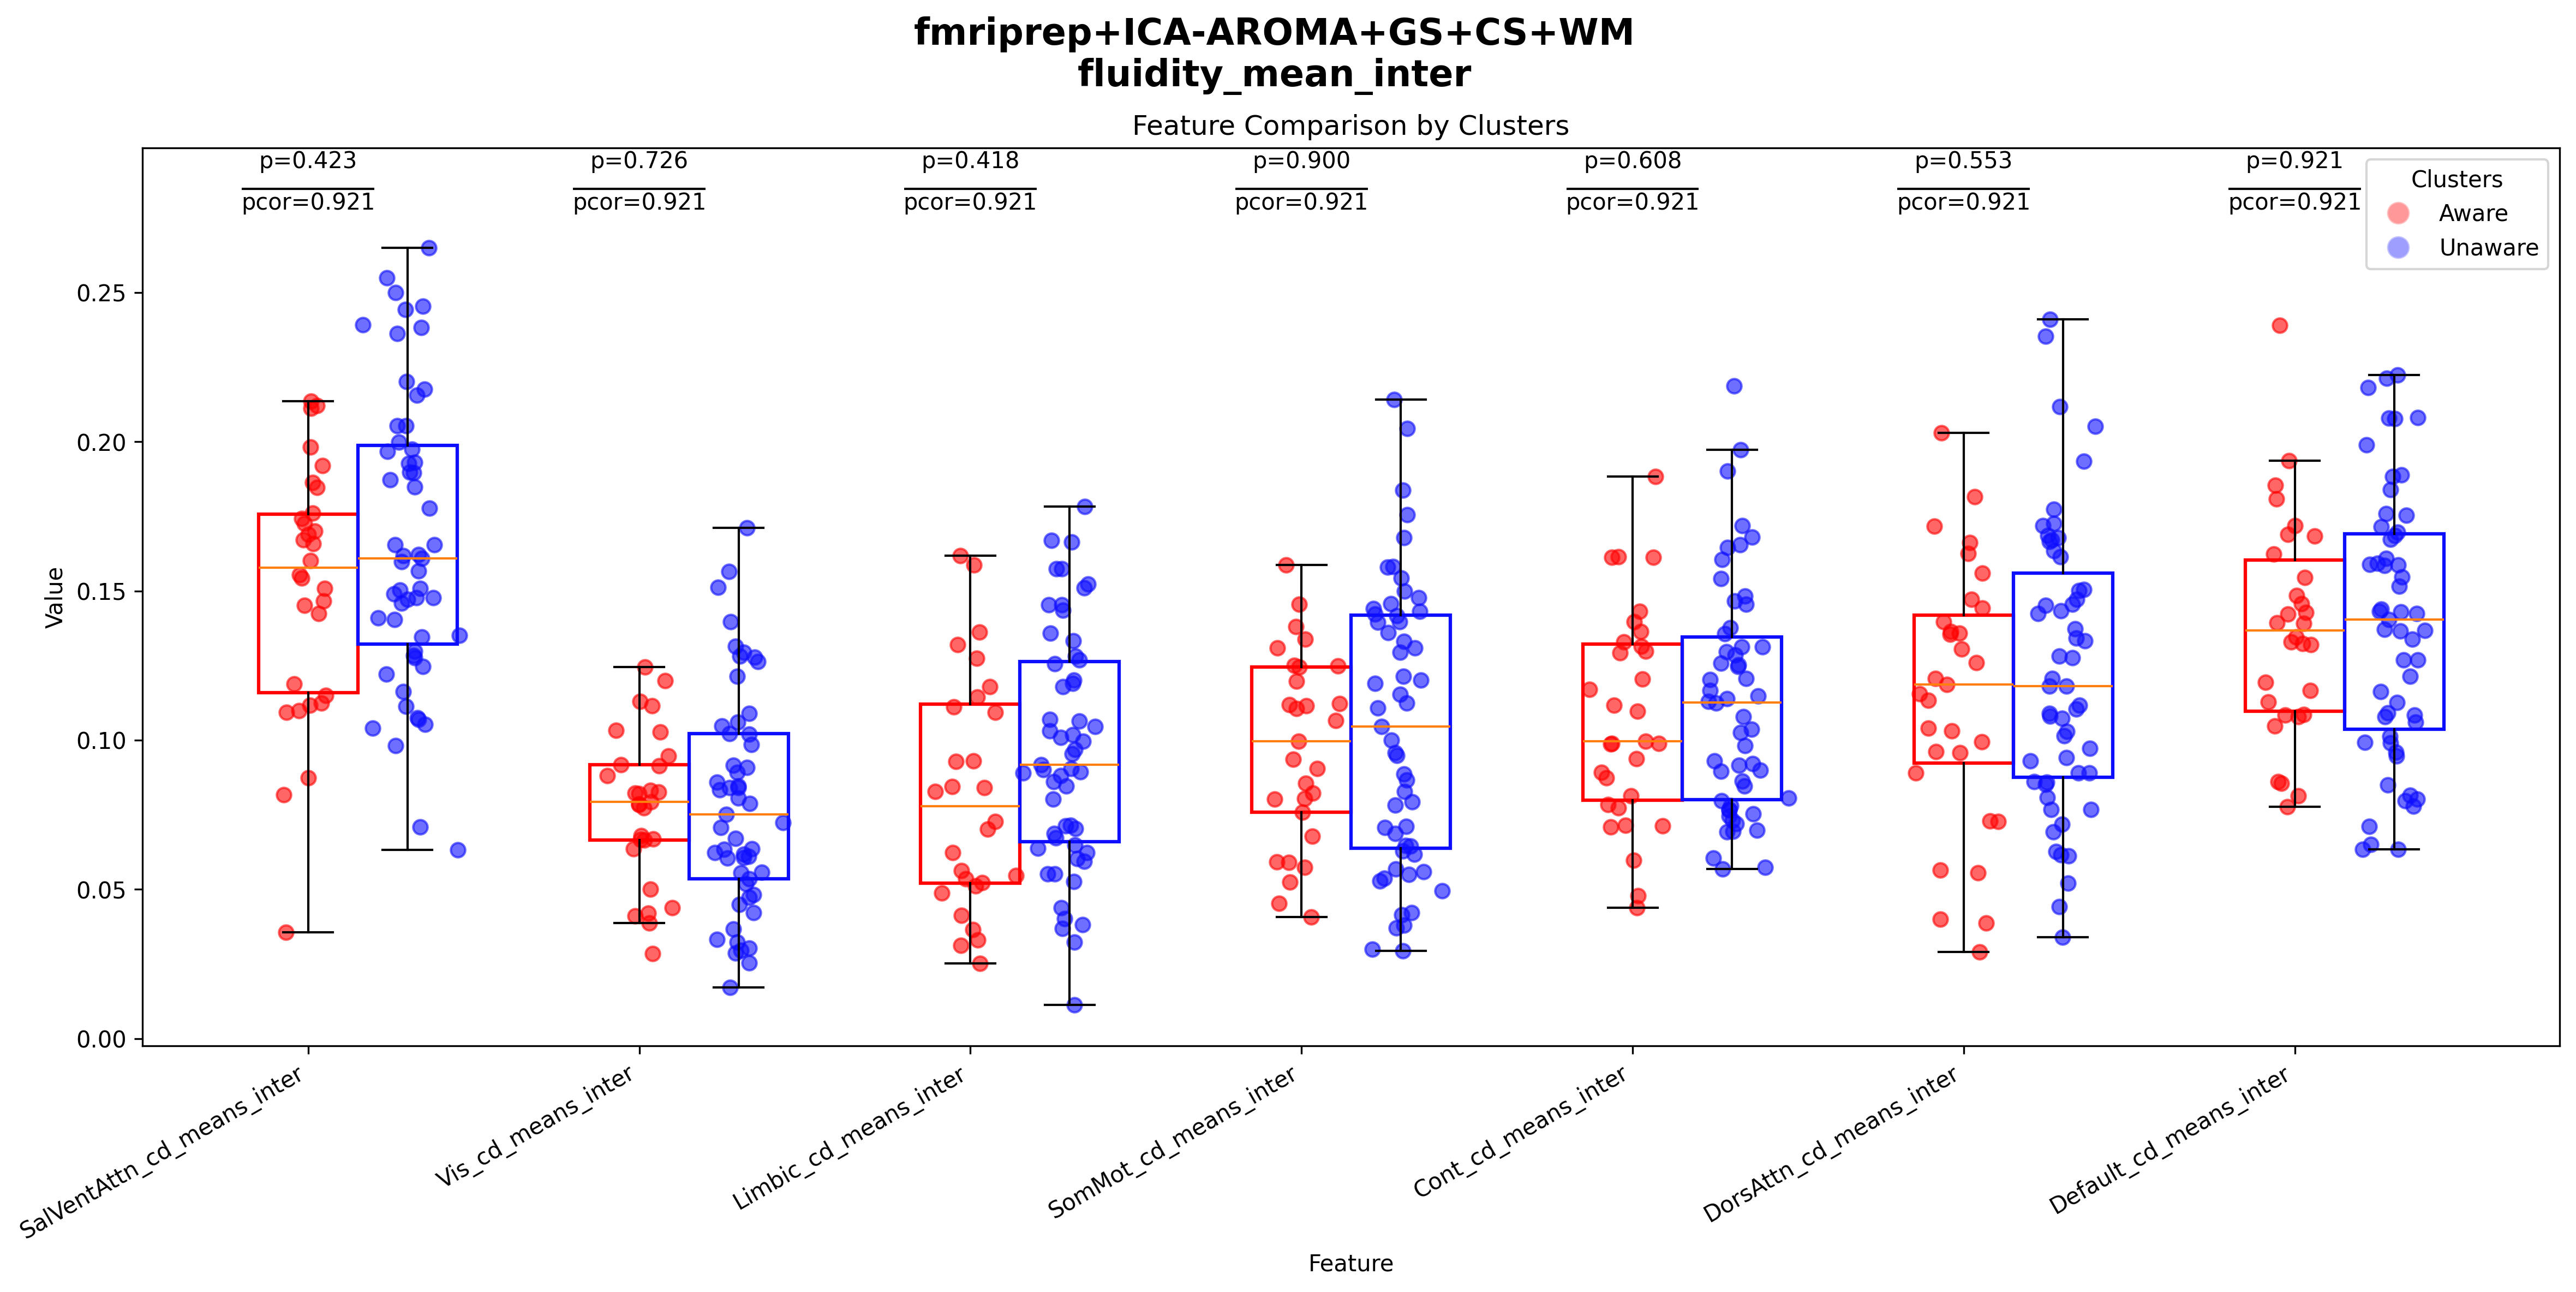 fmriprep+ICA-AROMA+GS+CS+WM
fluidity_mean_inter
Feature Comparison by Clusters
p=0.423 p=0.726 p=0.418 p=0.900 p=0.608 p=0.553 p=0.921
pcor=0.921 pcor=0.921 pcor=0.921 pcor=0.921 pcor=0.921 pcor=0.921 pcor=0.921
Clusters
Aware
Unaware
Value
0.25
0.20
0.15
0.10
0.05
0.00
SalVentAttn_cd_means_inter
Vis_cd_means_inter
Limbic_cd_means_inter
SomMot_cd_means_inter
Cont_cd_means_inter
DorsAttn_cd_means_inter
Default_cd_means_inter
Feature